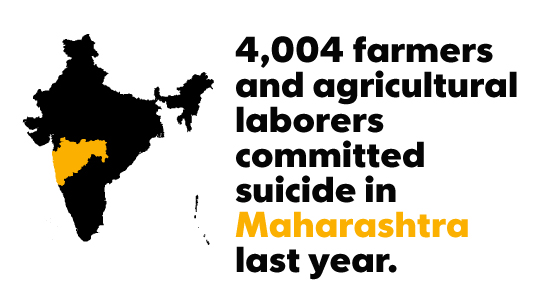 4,004 farmers
and agricultural
laborers
committed
suicide in
Maharashtra
last year.